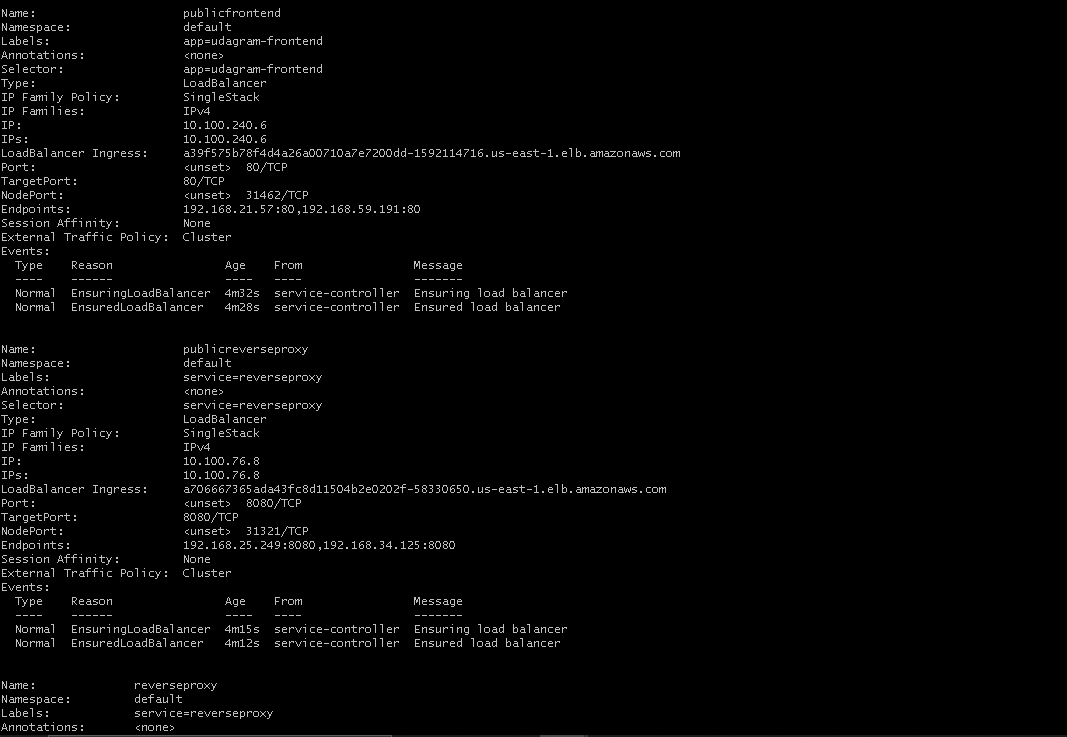 Name: publicfrontend
Namespace: default
Labels: app=udagram-frontend
Annotations: <none>
Selector: app=udagram-frontend
Type: LoadBalancer
IP Family Policy: SingleStack
IP Families: IPv4
IP: 10.100.240.6
IPs: 10.100.240.6
LoadBalancer Ingress: a39f575b78f4d4a26a00710a7e7200dd-1592114716.us-east-1.elb.amazonaws.com
Port: <unset> 80/TCP
TargetPort: 80/TCP
NodePort: <unset> 31462/TCP
Endpoints: 192.168.21.57:80,192.168.59.191:80
Session Affinity: None
External Traffic Policy: Cluster
Events:
Type Reason Age From Message
---- ------ ---- ---- -------
Normal EnsuringLoadBalancer 4m32s service-controller Ensuring load balancer
Normal EnsuredLoadBalancer 4m28s service-controller Ensured load balancer
Name: publicreverseproxy
Namespace: default
Labels: service=reverseproxy
Annotations: <none>
Selector: service=reverseproxy
Type: LoadBalancer
IP Family Policy: SingleStack
IP Families: IPv4
IP: 10.100.76.8
IPs: 10.100.76.8
LoadBalancer Ingress: a706667365ada43fc8d11504b2e0202f-58330650.us-east-1.elb.amazonaws.com
Port: <unset> 8080/TCP
TargetPort: 8080/TCP
NodePort: <unset> 31321/TCP
Endpoints: 192.168.25.249:8080,192.168.34.125:8080
Session Affinity: None
External Traffic Policy: Cluster
Events:
Type Reason Age From Message
---- ------ ---- ---- -------
Normal EnsuringLoadBalancer 4m15s service-controller Ensuring load balancer
Normal EnsuredLoadBalancer 4m12s service-controller Ensured load balancer
Name: reverseproxy
Namespace: default
Labels: service=reverseproxy
Annotations: <none>